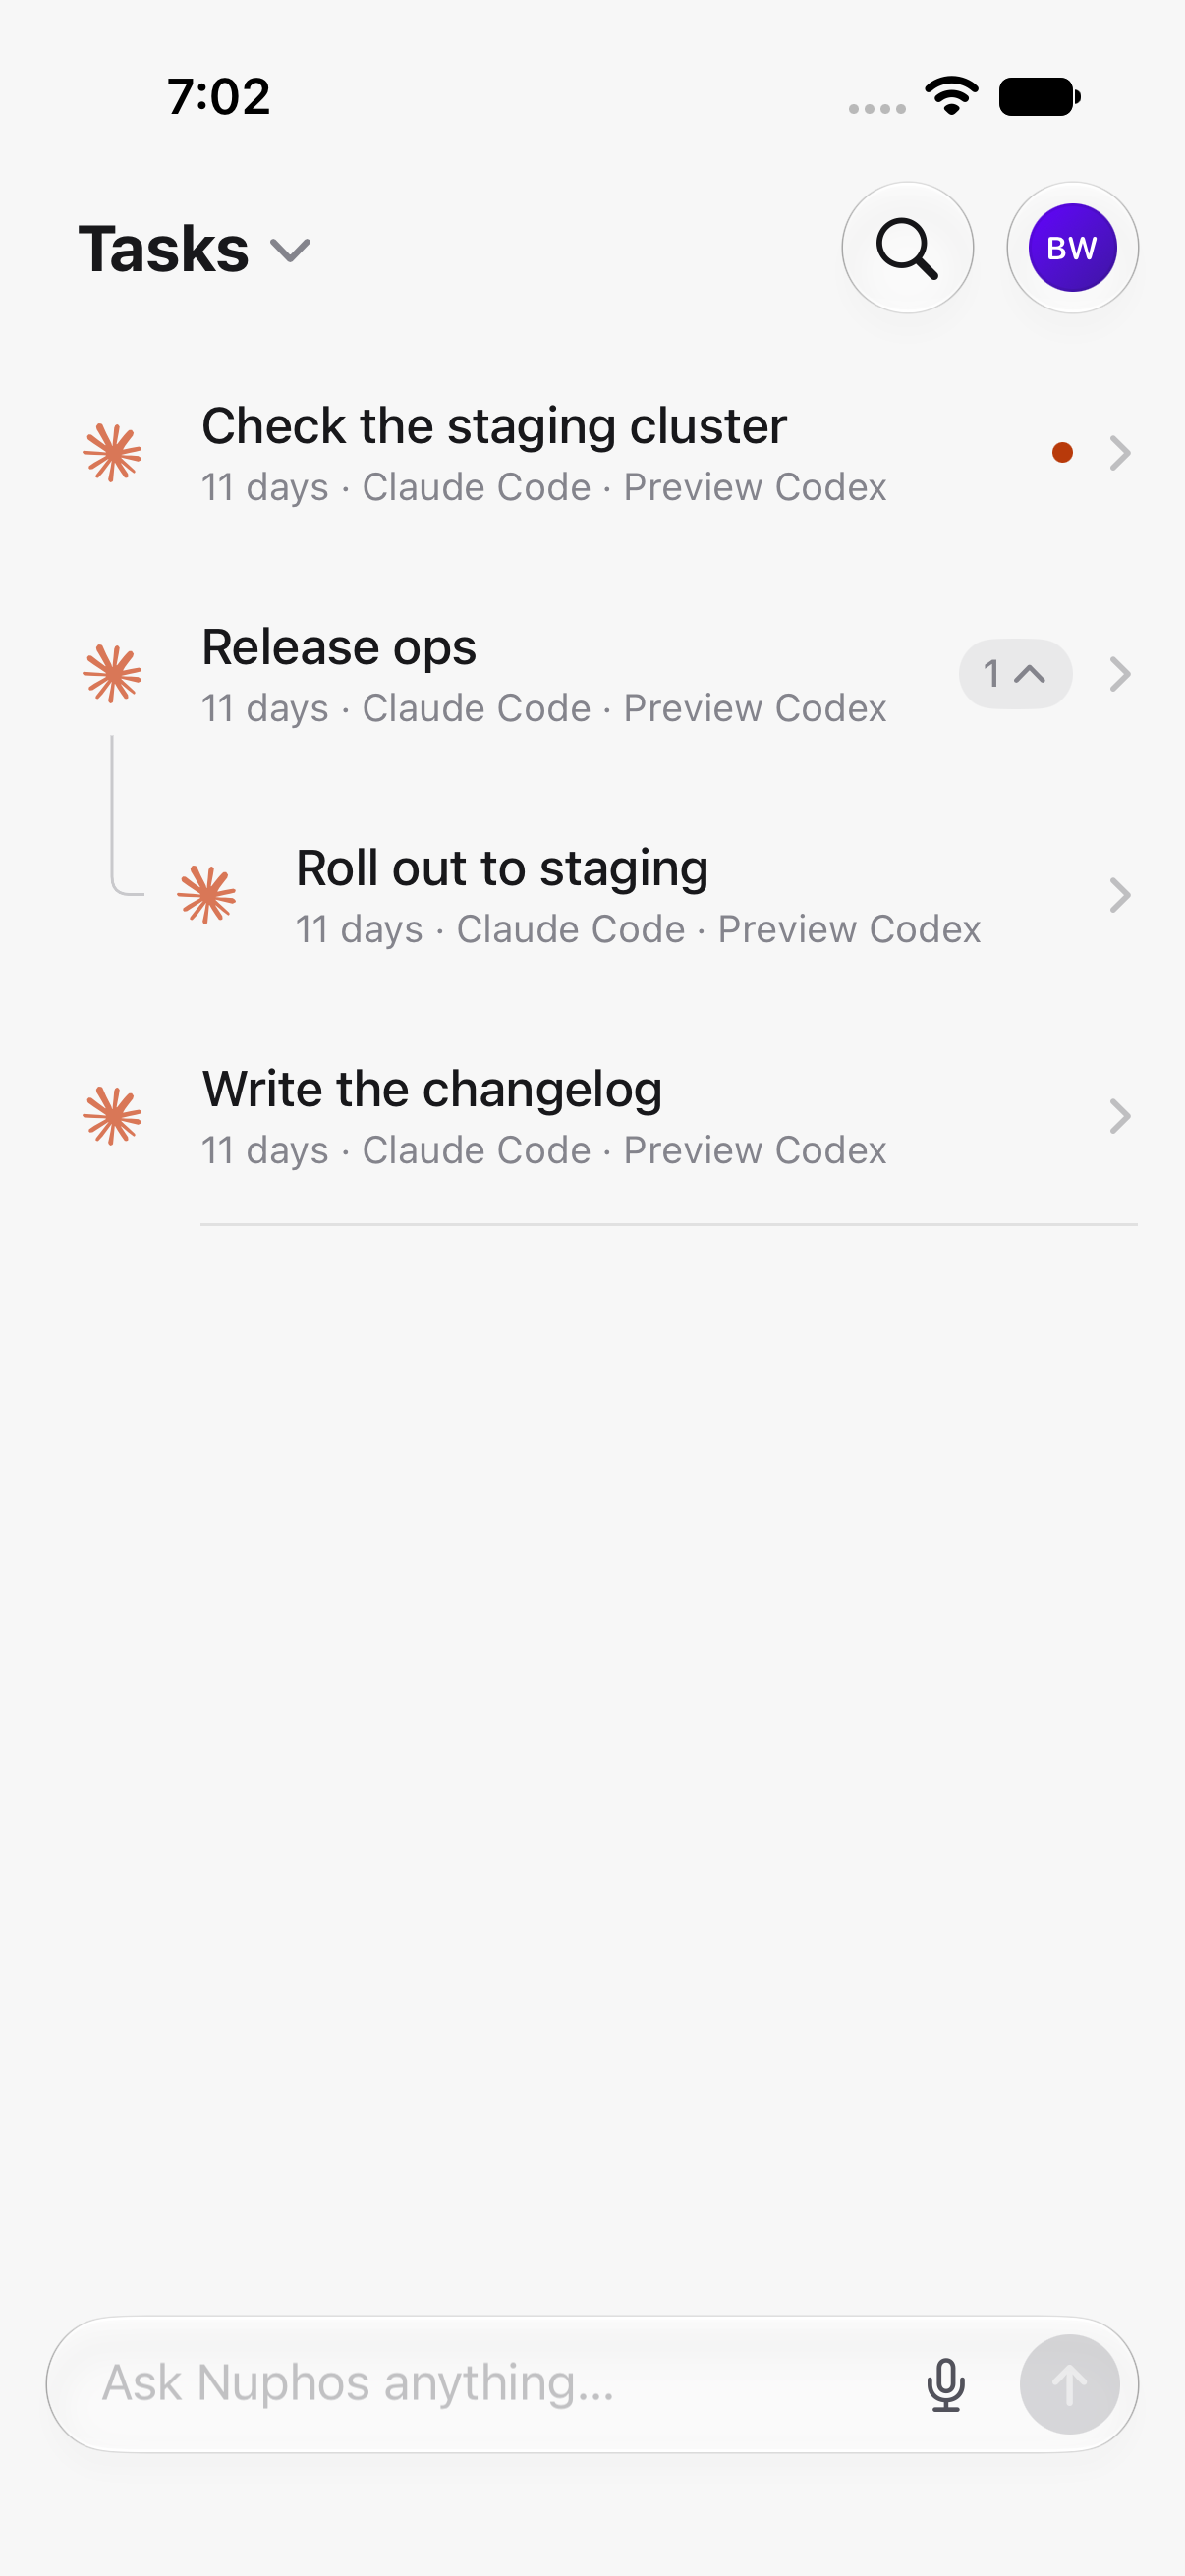 7:02
Tasks
BW
Check the staging cluster
11 days · Claude Code · Preview Codex
Release ops
1
11 days · Claude Code · Preview Codex
Roll out to staging
11 days · Claude Code · Preview Codex
Write the changelog
11 days · Claude Code · Preview Codex
Ask Nuphos anything...